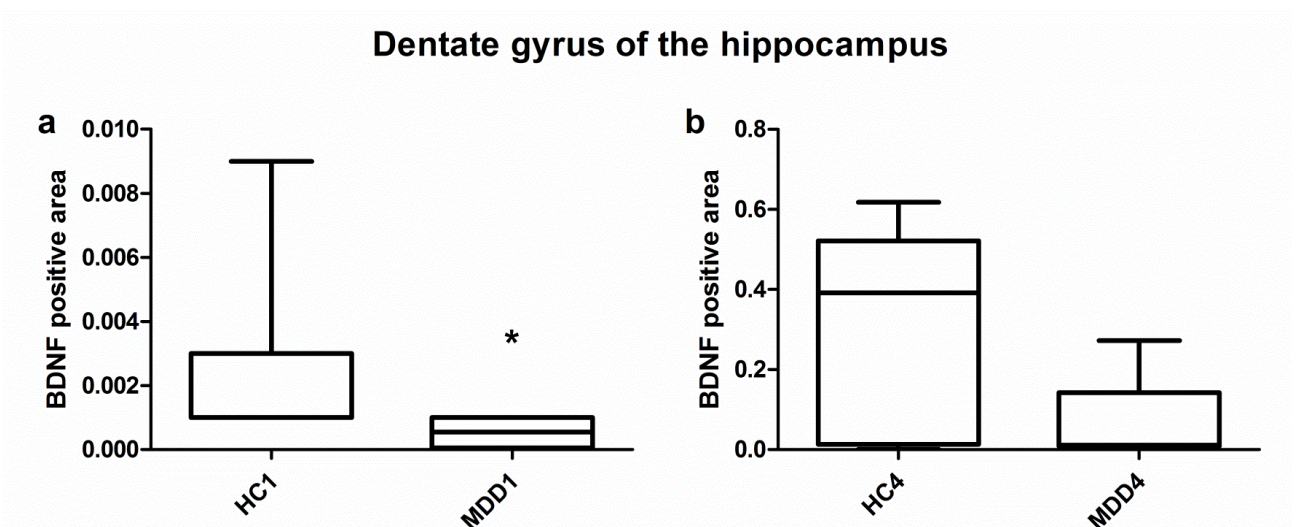 Dentate gyrus of the hippocampus
a
BDNF positive area
0.010
0.008
0.006
0.004
0.002
0.000
*
HC1
MDD1
b
BDNF positive area
0.8
0.6
0.4
0.2
0.0
HC4
MDD4